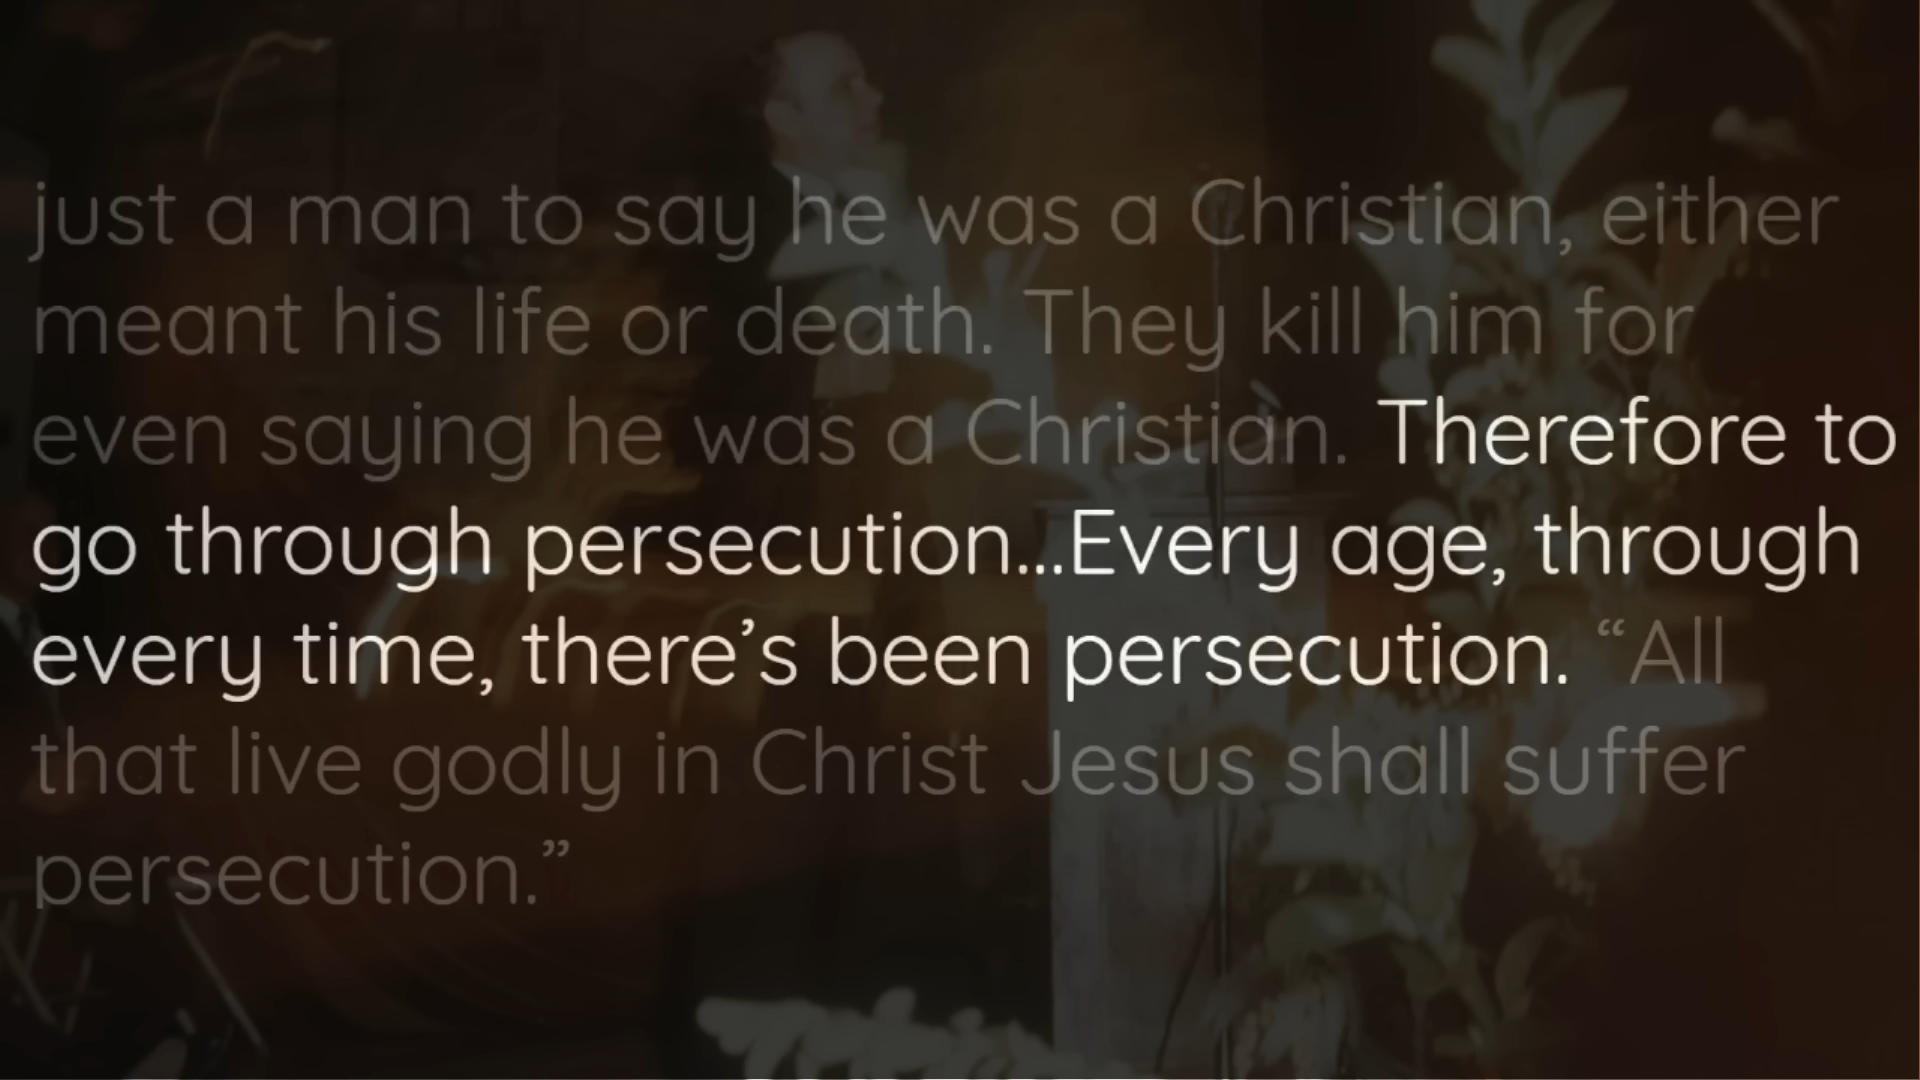 just a man to say he was a Christian, either
meant his life or death. They kill him for
even saying he was a Christian. Therefore to
go through persecution...Every age, through
every time, there’s been persecution. “All
that live godly in Christ Jesus shall suffer
persecution.”